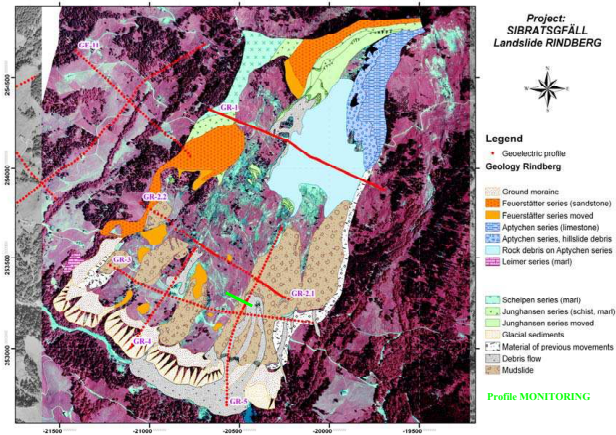 Project:
SIBRATSGFÄLL
Landslide RINDBERG
N
W
E
S
Legend
Geoelectric profile
Geology Rindberg
Ground moraine
Feuerstätter series (sandstone)
Feuerstätter series moved
Aptychen series (limestone)
Aptychen series, hillside debris
Rock debris on Aptychen series
Leimer series (marl)
Schelpen series (marl)
Junghansen series (schist, marl)
Junghansen series moved
Glacial sediments
Material of previous movements
Debris flow
Mudslide
Profile MONITORING
GR-1
GR-2.2
GR-3
GR-2.1
GR-4
GR-5
254500
254000
253500
253000
-21500
-21000
-20500
-20000
-19500